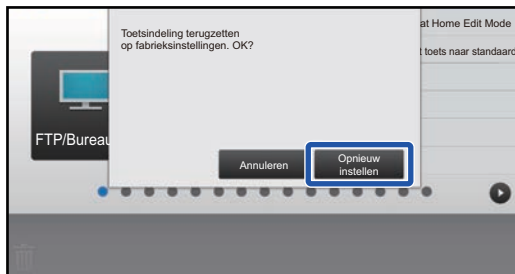 Toetsindeling terugzetten
op fabrieksinstellingen. OK?
at Home Edit Mode
toets naar standaard
FTP/Bureau
Annuleren
Opnieuw
instellen